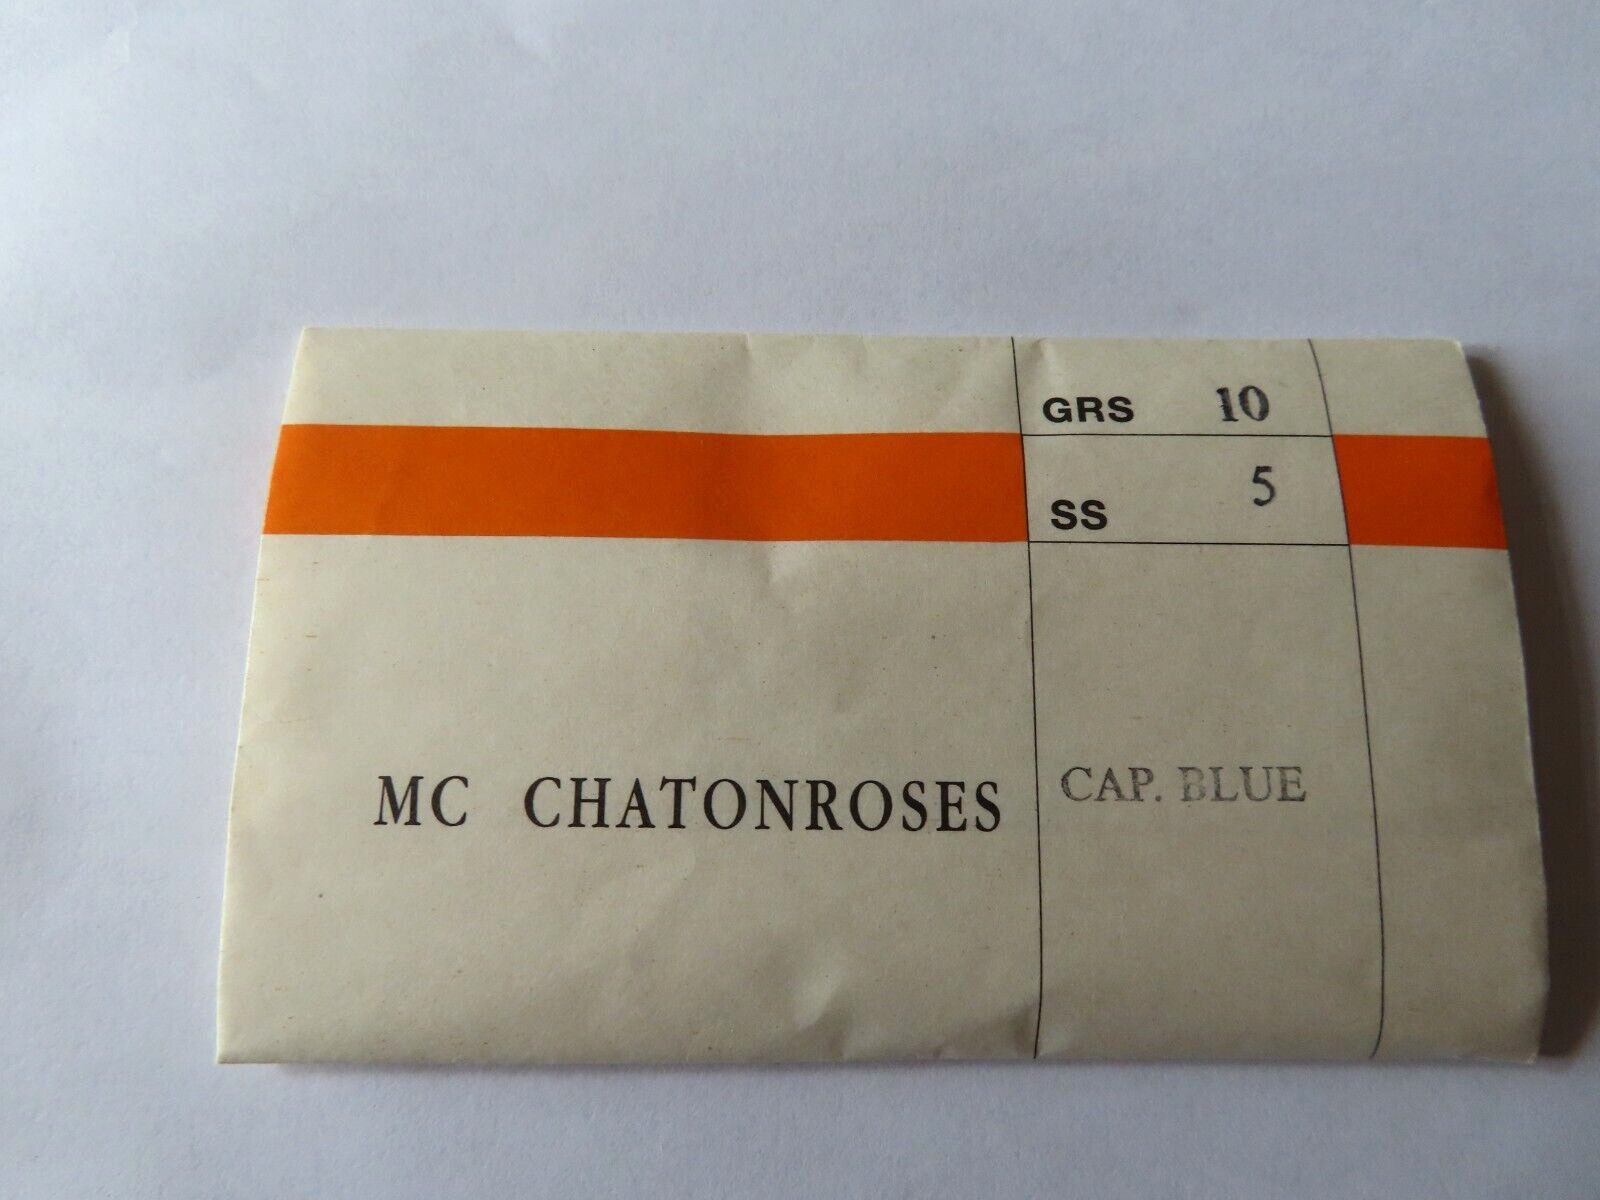 GRS 10
SS 5
MC CHATONROSES
CAP. BLUE